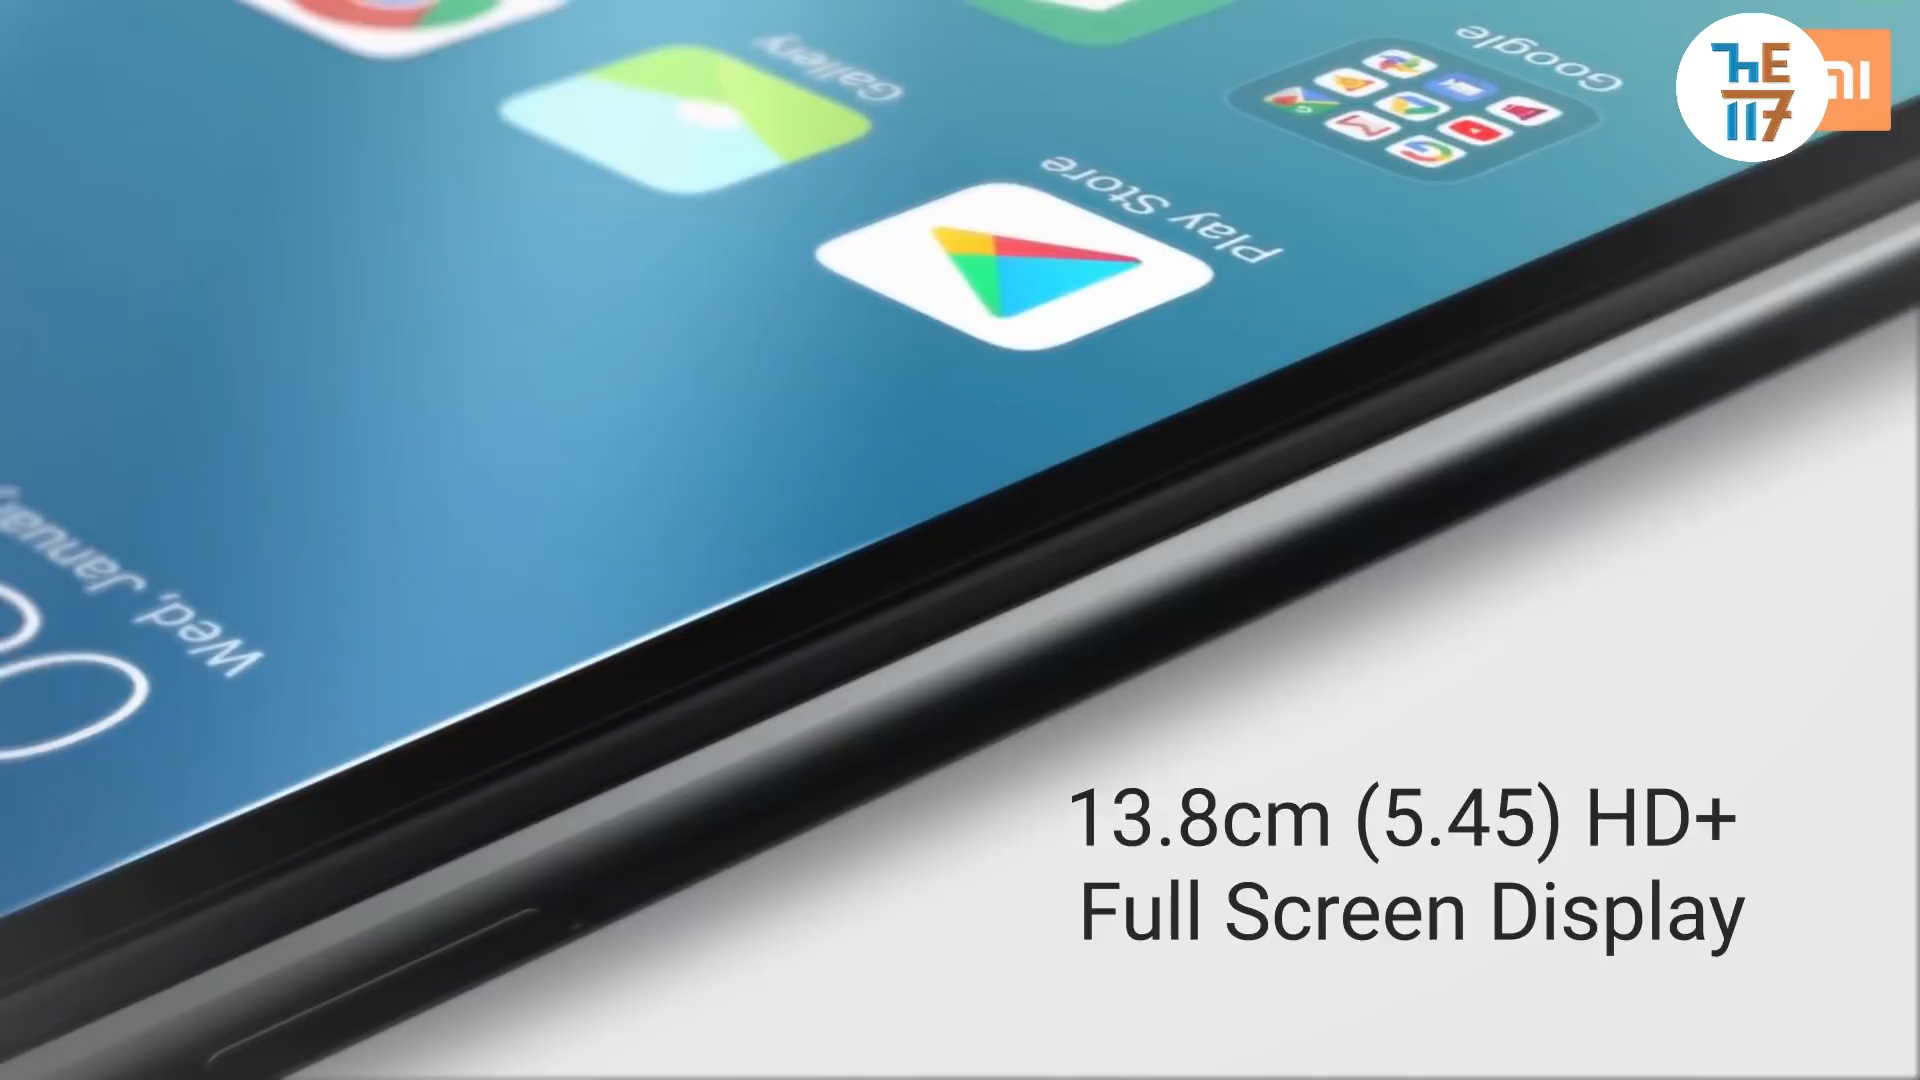 Gallery
Google
Play Store
Wed, Januar
13.8cm (5.45) HD+
Full Screen Display